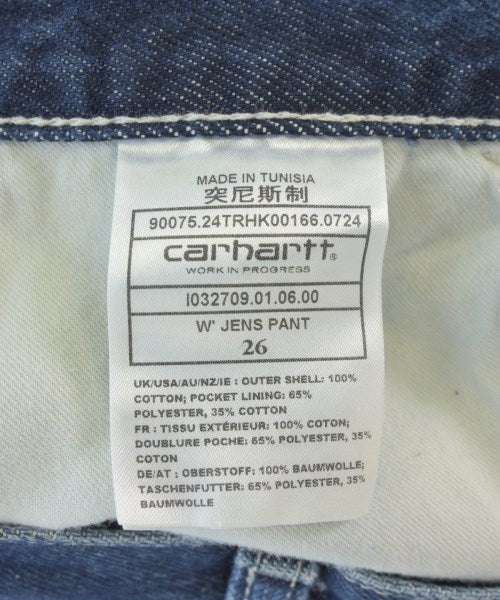 MADE IN TUNISIA
突尼斯制
90075.24TRHK00166.0724
carhartt®
WORK IN PROGRESS
I032709.01.06.00
W' JENS PANT
26
UK/USA/AU/NZ/IE : OUTER SHELL: 100%
COTTON; POCKET LINING: 65%
POLYESTER, 35% COTTON
FR : TISSU EXTÉRIEUR: 100% COTON;
DOUBLURE POCHE: 65% POLYESTER, 35%
COTON
DE/AT : OBERSTOFF: 100% BAUMWOLLE;
TASCHENFUTTER: 65% POLYESTER, 35%
BAUMWOLLE